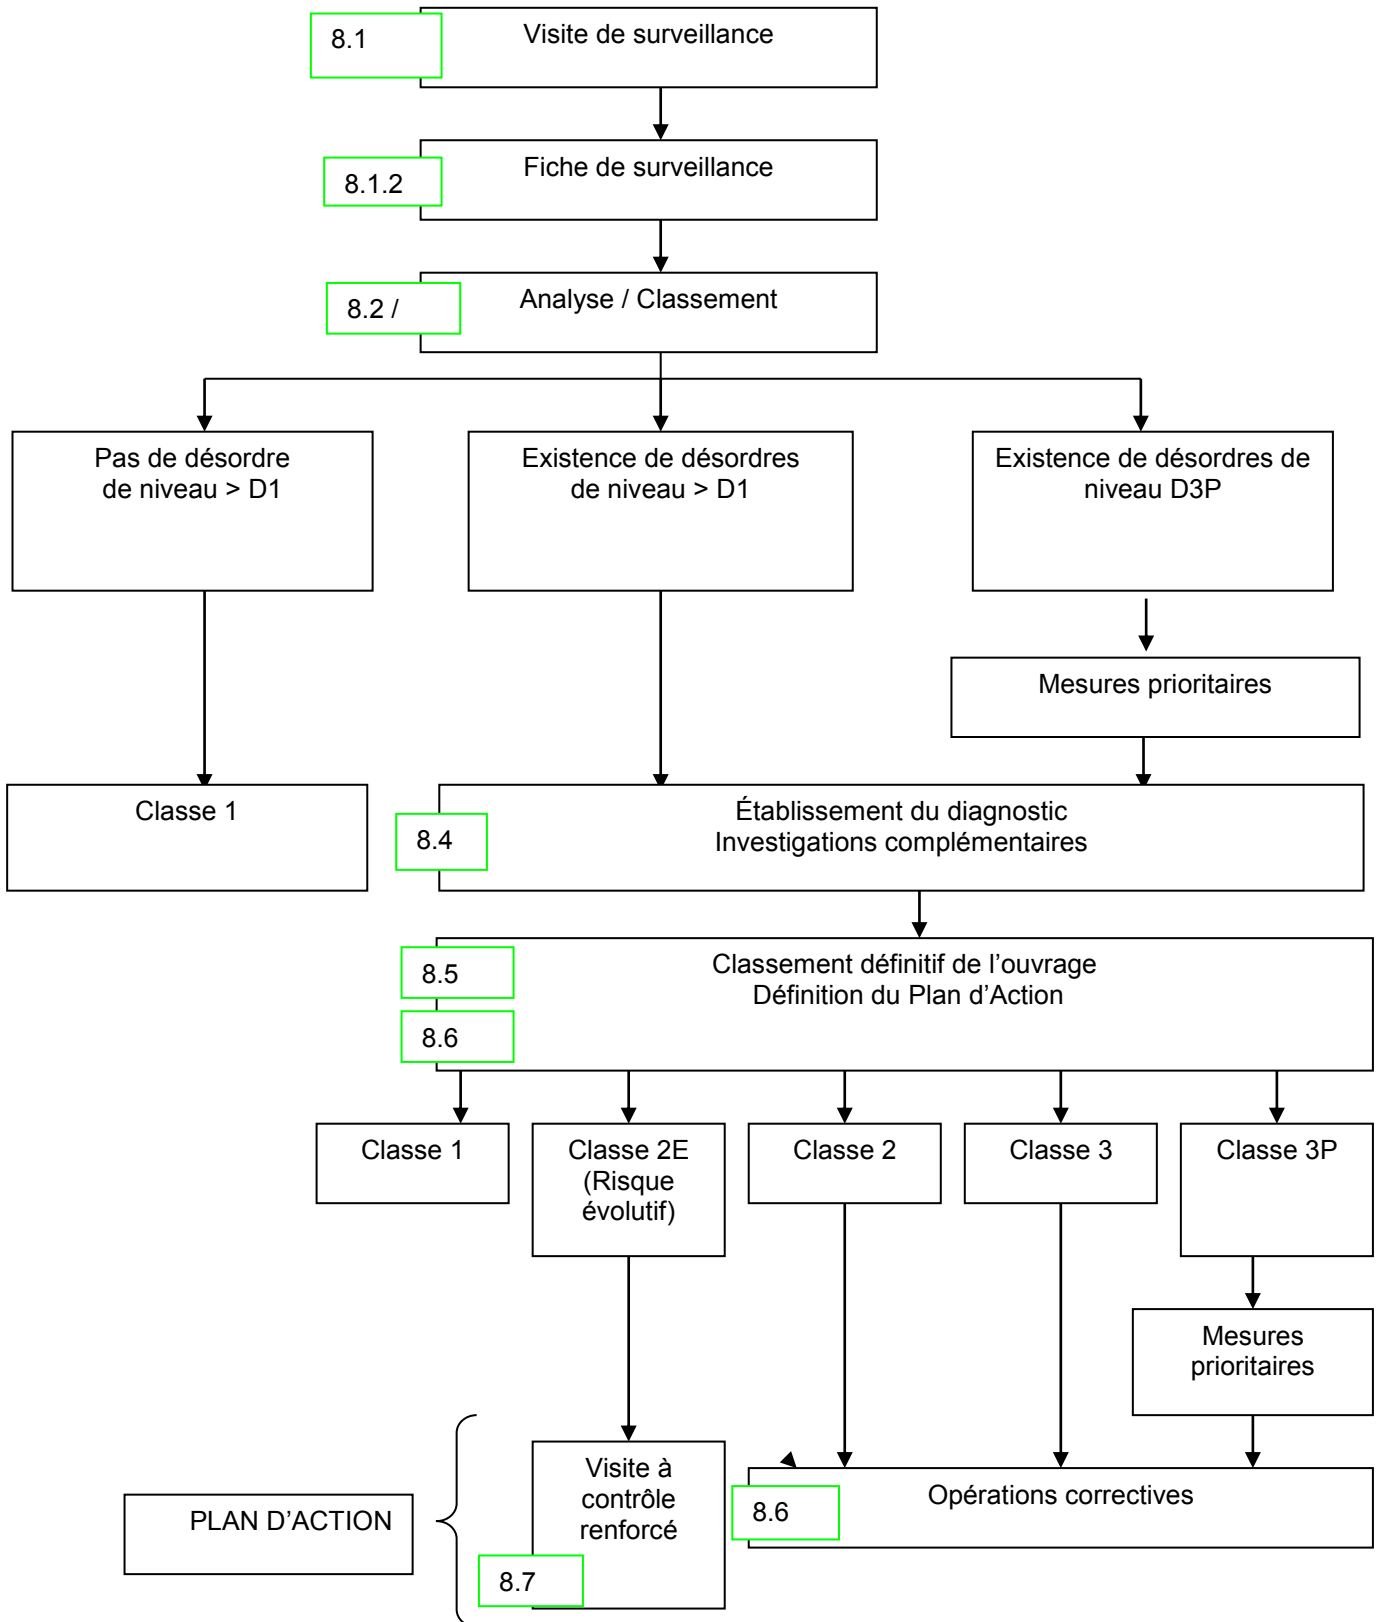 8.1
Visite de surveillance
8.1.2
Fiche de surveillance
8.2 /
Analyse / Classement
Pas de désordre
de niveau > D1
Existence de désordres
de niveau > D1
Existence de désordres de
niveau D3P
Mesures prioritaires
Classe 1
8.4
Établissement du diagnostic
Investigations complémentaires
8.5
Classement définitif de l’ouvrage
Définition du Plan d’Action
8.6
Classe 1
Classe 2E
(Risque
évolutif)
Classe 2
Classe 3
Classe 3P
Mesures
prioritaires
PLAN D’ACTION
Visite à
contrôle
renforcé
8.7
8.6
Opérations correctives